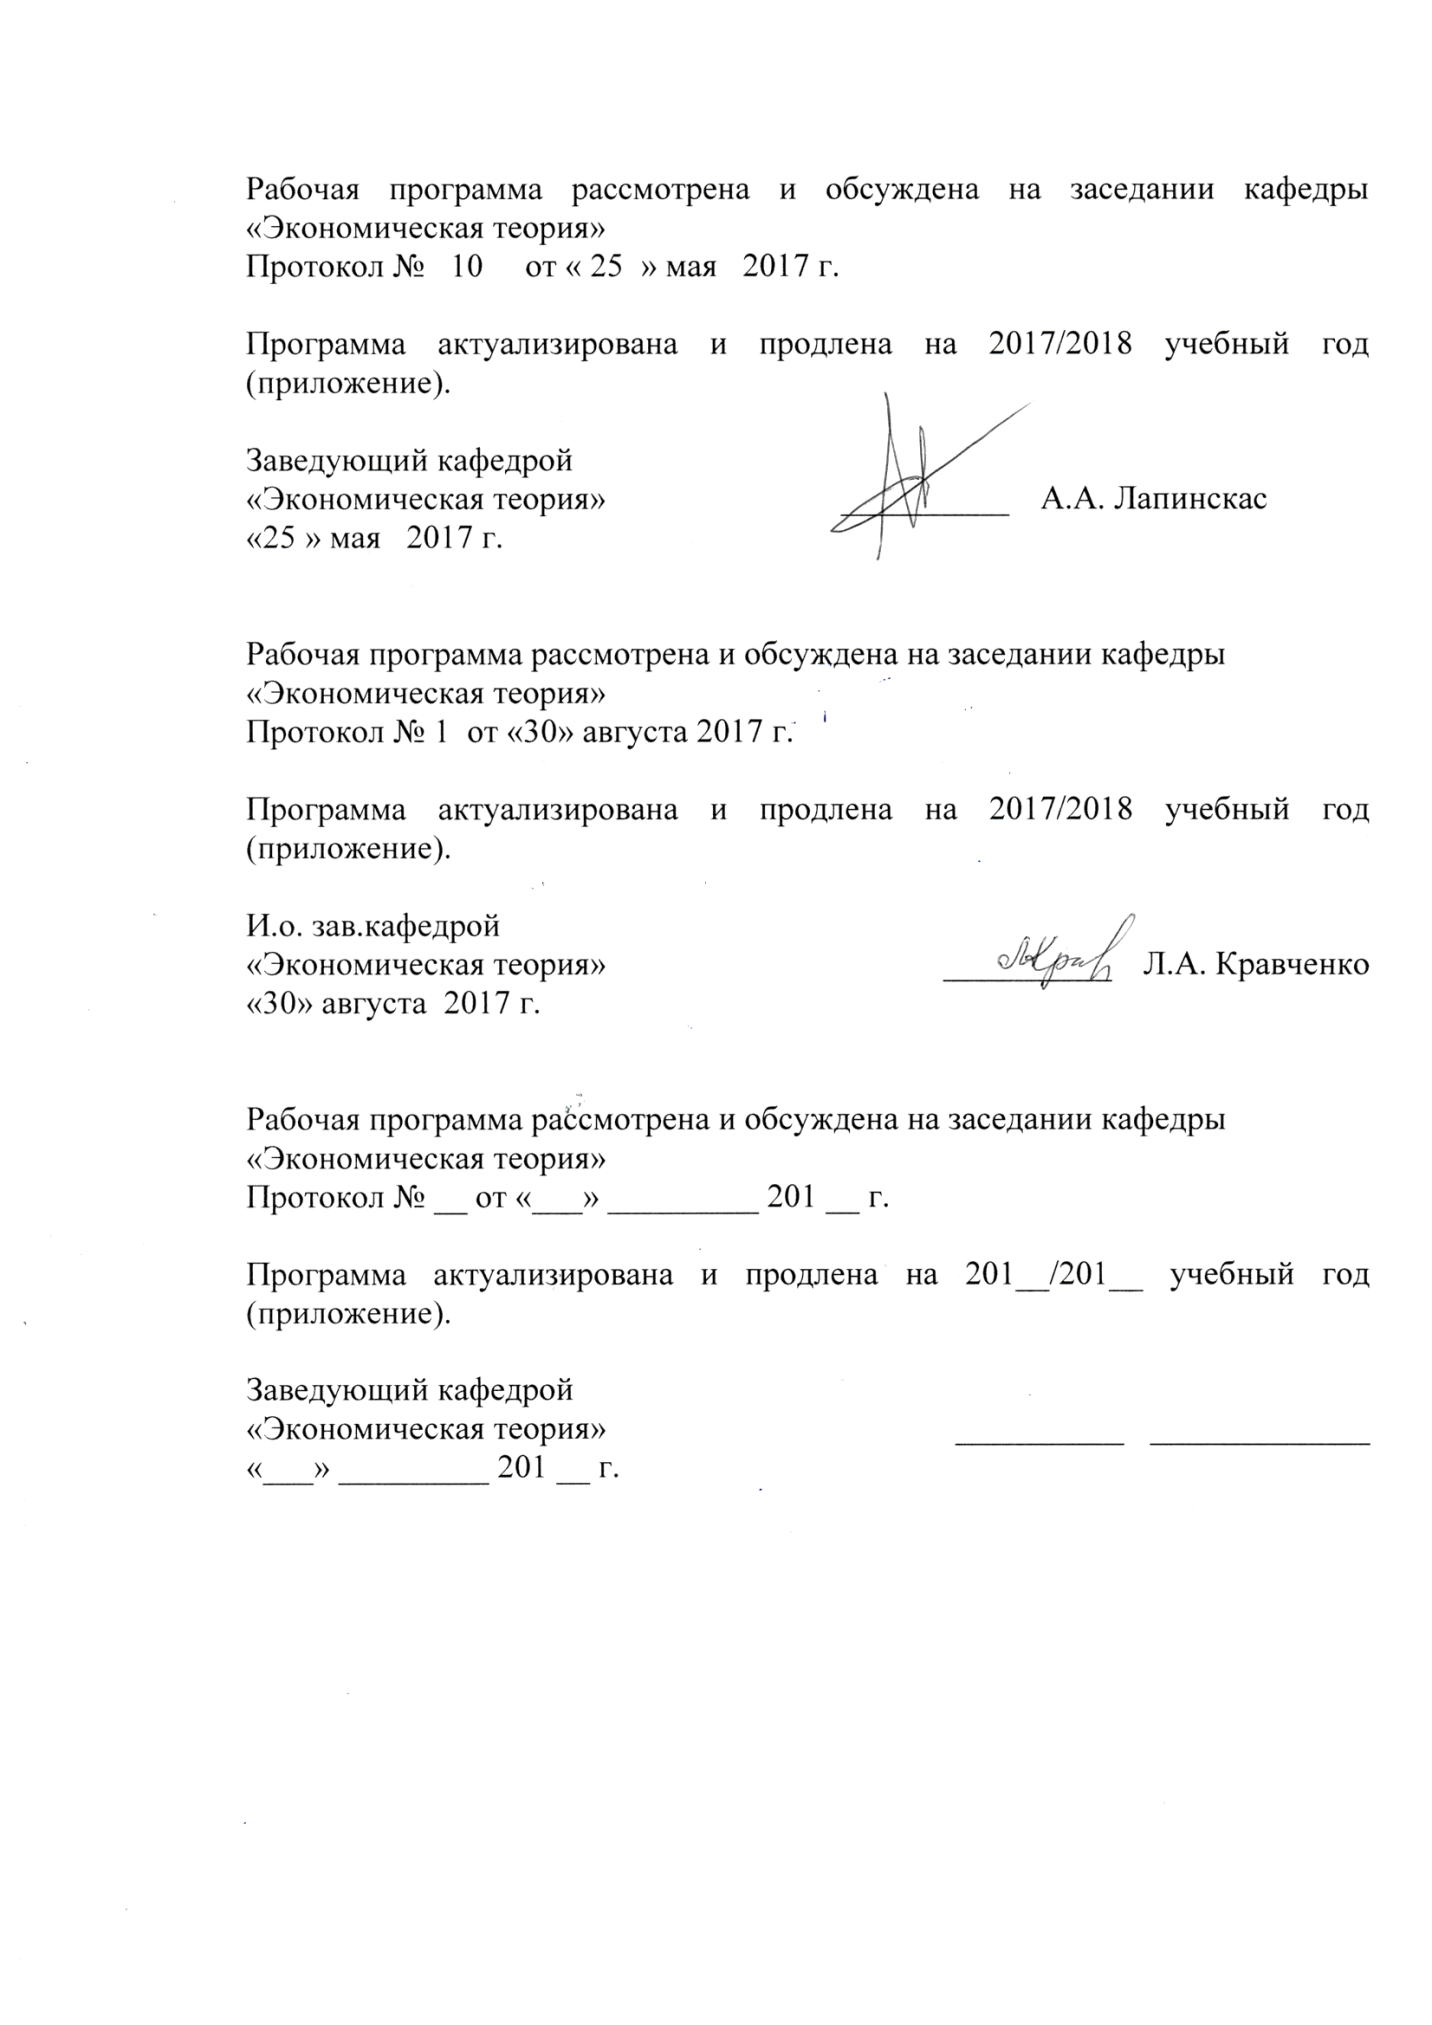 Рабочая программа рассмотрена и обсуждена на заседании кафедры
«Экономическая теория»
Протокол № 10 от « 25 » мая 2017 г.
Программа актуализирована и продлена на 2017/2018 учебный год
(приложение).
Заведующий кафедрой
«Экономическая теория» __________ А.А. Лапинскас
«25 » мая 2017 г.
Рабочая программа рассмотрена и обсуждена на заседании кафедры
«Экономическая теория»
Протокол № 1 от «30» августа 2017 г.
Программа актуализирована и продлена на 2017/2018 учебный год
(приложение).
И.о. зав.кафедрой
«Экономическая теория» __________ Л.А. Кравченко
«30» августа 2017 г.
Рабочая программа рассмотрена и обсуждена на заседании кафедры
«Экономическая теория»
Протокол № __ от «___» _________ 201 __ г.
Программа актуализирована и продлена на 201__/201__ учебный год
(приложение).
Заведующий кафедрой
«Экономическая теория» __________ _____________
«___» _________ 201 __ г.